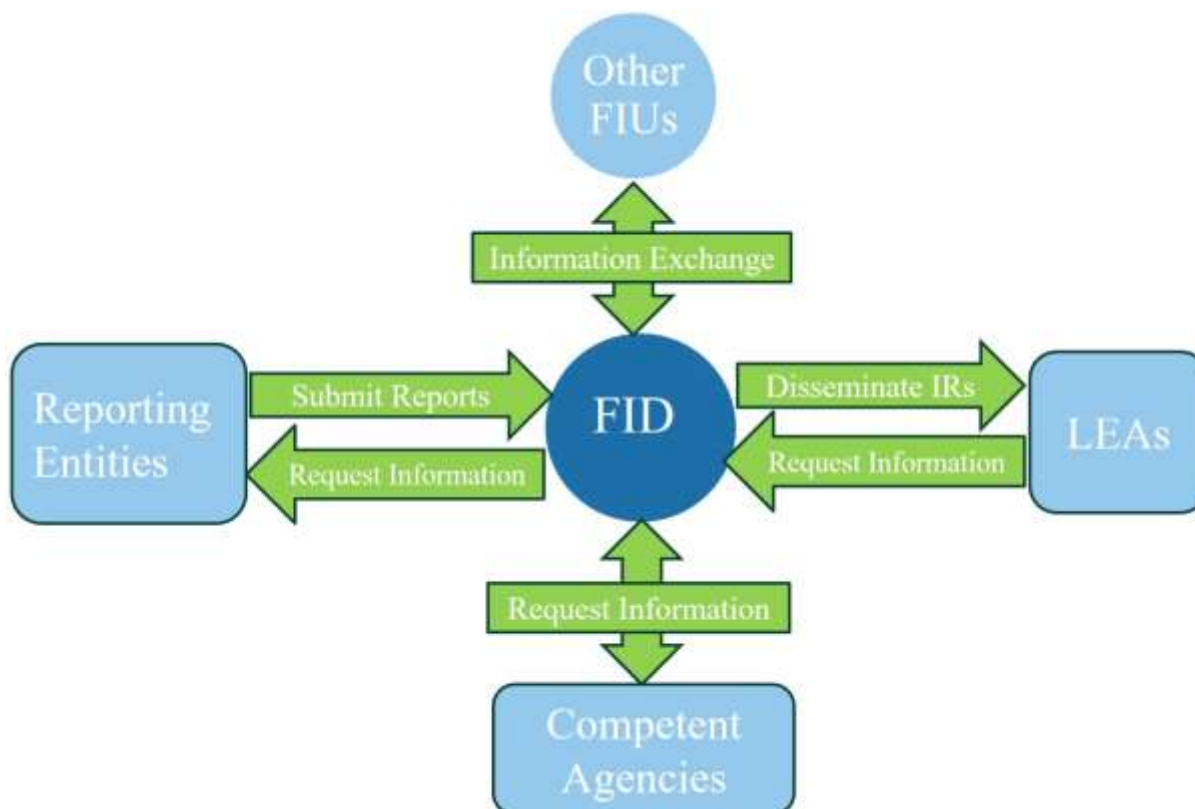 Other
FIUs
Information Exchange
Reporting
Entities
Submit Reports
Request Information
FID
Disseminate IRs
Request Information
LEAs
Request Information
Competent
Agencies